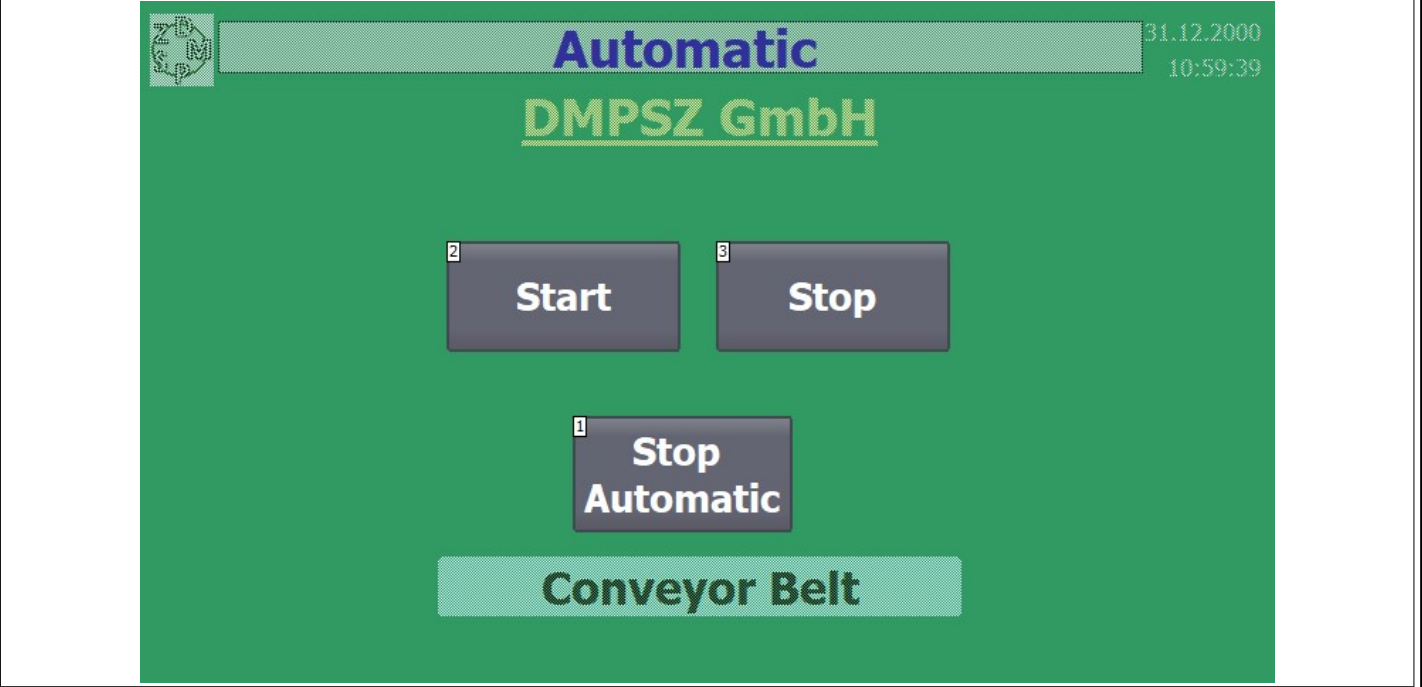 Z D M S P
Automatic
31.12.2000
10:59:39
DMPSZ GmbH
2
Start
3
Stop
1
Stop
Automatic
Conveyor Belt